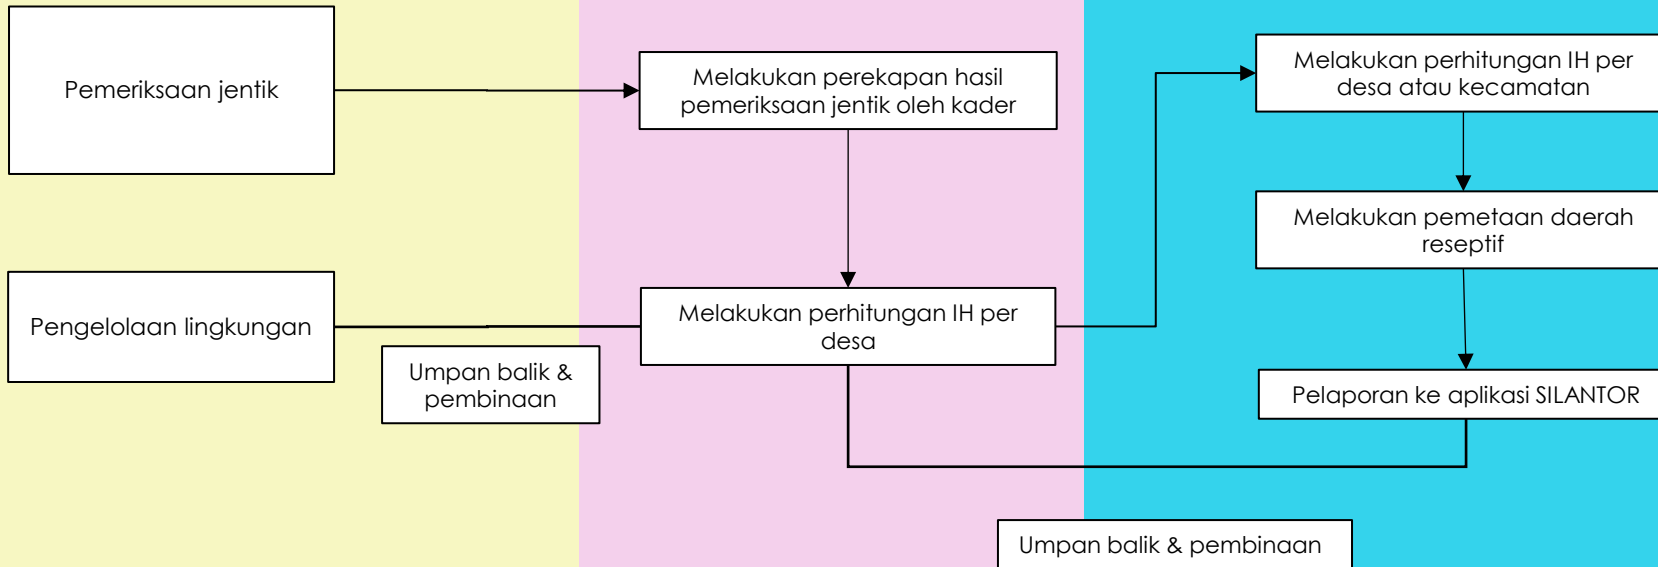 Pemeriksaan jentik
Pengelolaan lingkungan
Umpan balik &
pembinaan
Melakukan perekapan hasil
pemeriksaan jentik oleh kader
Melakukan perhitungan IH per
desa
Melakukan perhitungan IH per
desa atau kecamatan
Melakukan pemetaan daerah
reseptif
Pelaporan ke aplikasi SILANTOR
Umpan balik & pembinaan